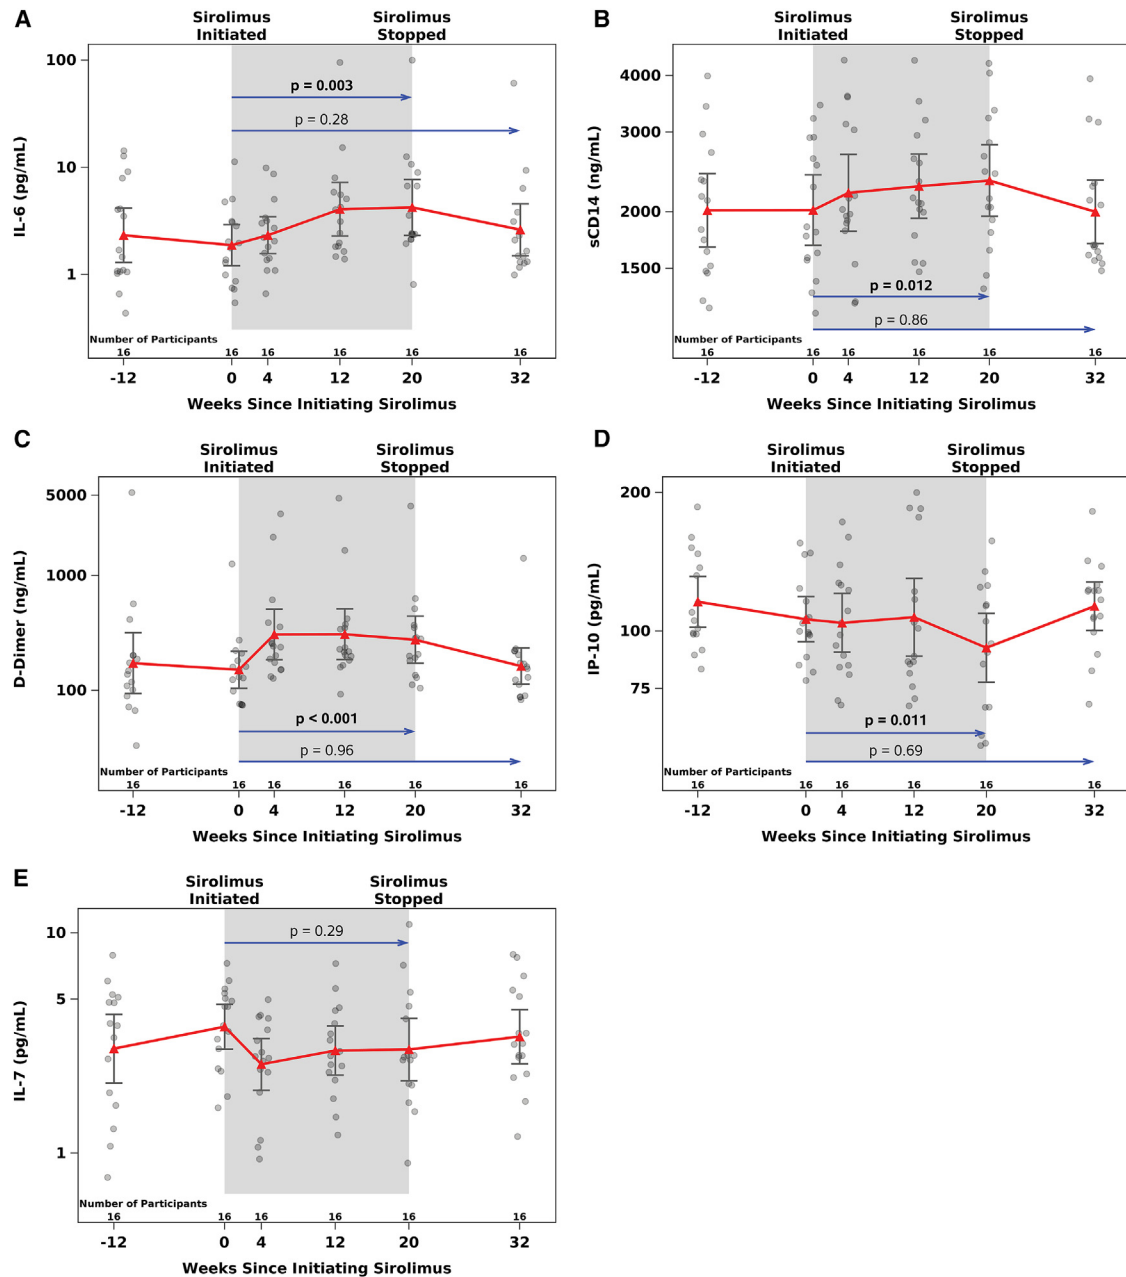 A
Sirolimus
Initiated
Sirolimus
Stopped
100
10
1
IL-6 (pg/mL)
p = 0.003
p = 0.28
Number of Participants
16 16 16 16 16 16
-12 0 4 12 20 32
Weeks Since Initiating Sirolimus
B
Sirolimus
Initiated
Sirolimus
Stopped
4000
3000
2000
1500
sCD14 (ng/mL)
p = 0.012
p = 0.86
Number of Participants
16 16 16 16 16 16
-12 0 4 12 20 32
Weeks Since Initiating Sirolimus
C
Sirolimus
Initiated
Sirolimus
Stopped
5000
1000
100
D-Dimer (ng/mL)
p < 0.001
p = 0.96
Number of Participants
16 16 16 16 16 16
-12 0 4 12 20 32
Weeks Since Initiating Sirolimus
D
Sirolimus
Initiated
Sirolimus
Stopped
200
100
75
IP-10 (pg/mL)
p = 0.011
p = 0.69
Number of Participants
16 16 16 16 16 16
-12 0 4 12 20 32
Weeks Since Initiating Sirolimus
E
Sirolimus
Initiated
Sirolimus
Stopped
10
5
1
IL-7 (pg/mL)
p = 0.29
Number of Participants
16 16 16 16 16 16
-12 0 4 12 20 32
Weeks Since Initiating Sirolimus